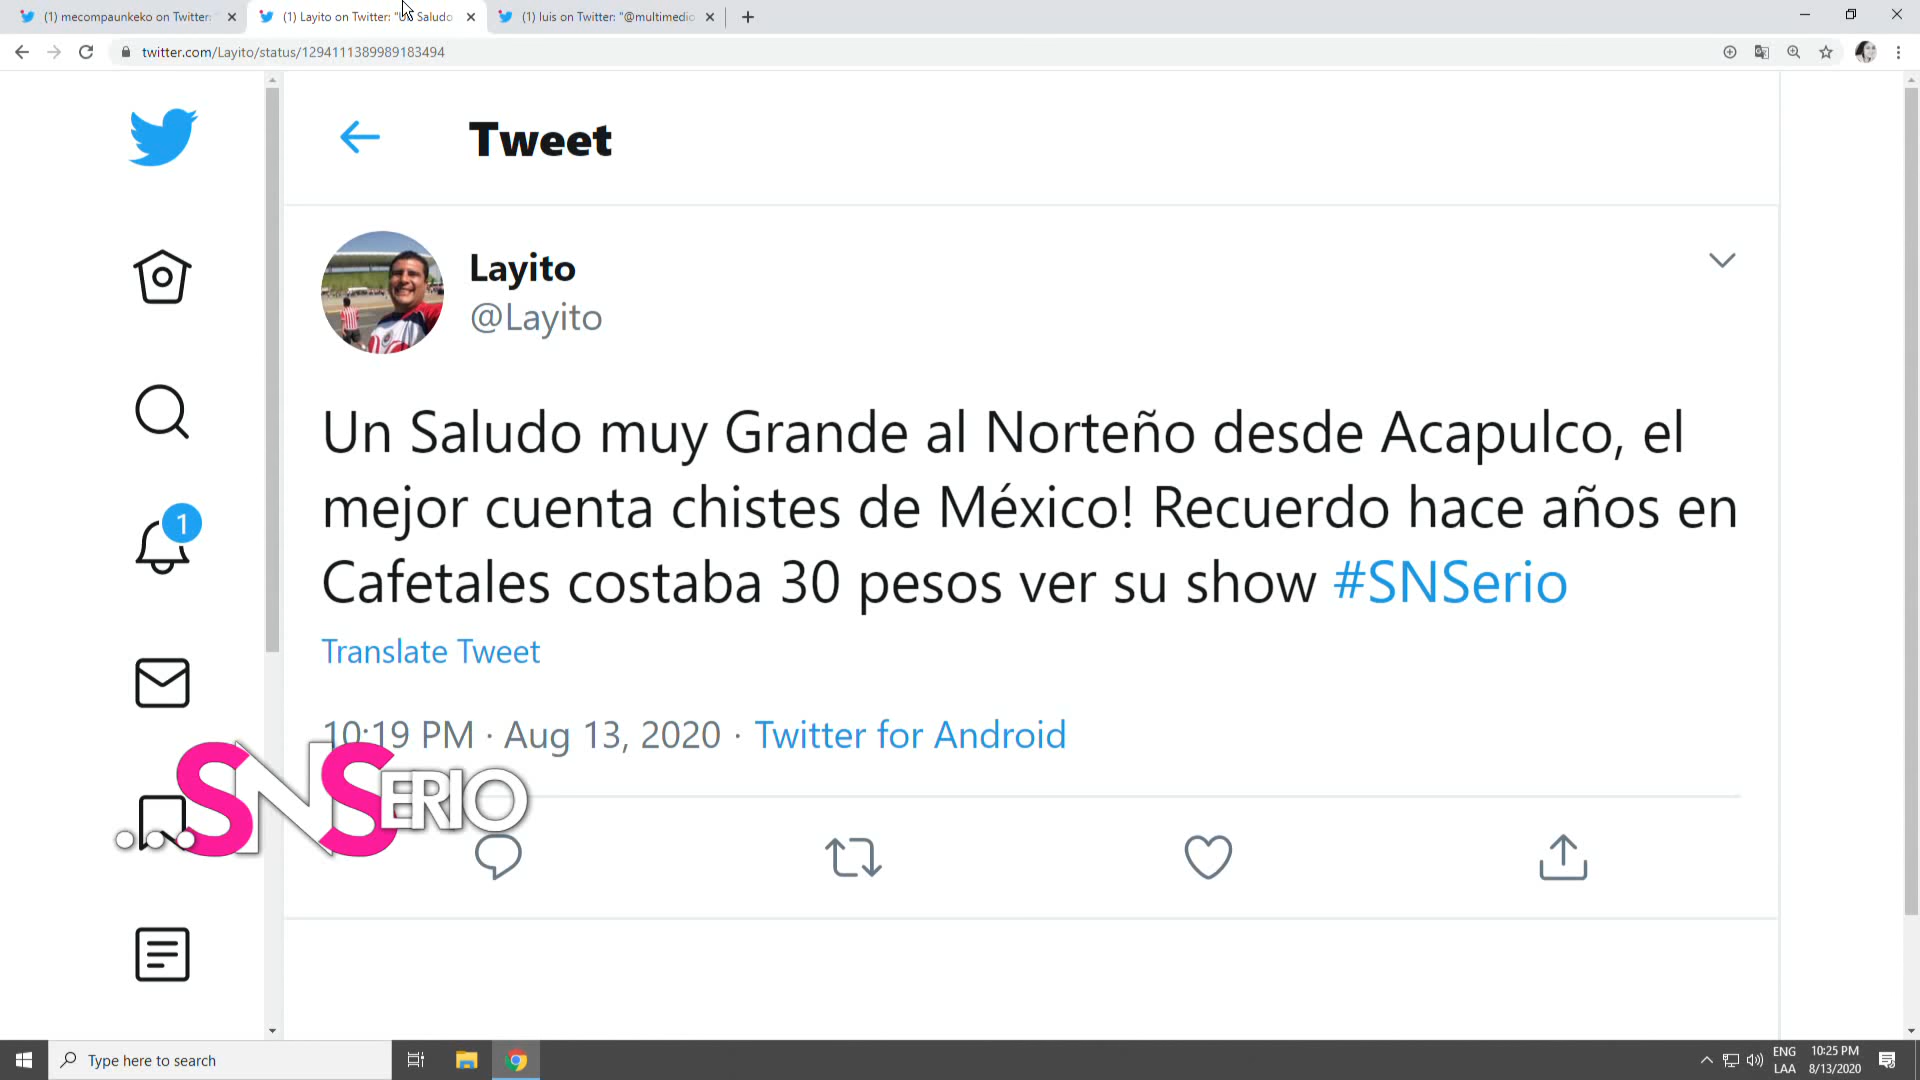 (1) mecompaunkeko on Twitter: "
(1) Layito on Twitter: "Un Saludo
(1) luis on Twitter: "@multimedio
twitter.com/Layito/status/1294111389989183494
Tweet
Layito
@Layito
Un Saludo muy Grande al Norteño desde Acapulco, el
mejor cuenta chistes de México! Recuerdo hace años en
Cafetales costaba 30 pesos ver su show #SNSerio
Translate Tweet
1
10:19 PM · Aug 13, 2020 · Twitter for Android
...SNSERIO
Type here to search
ENG
LAA
10:25 PM
8/13/2020